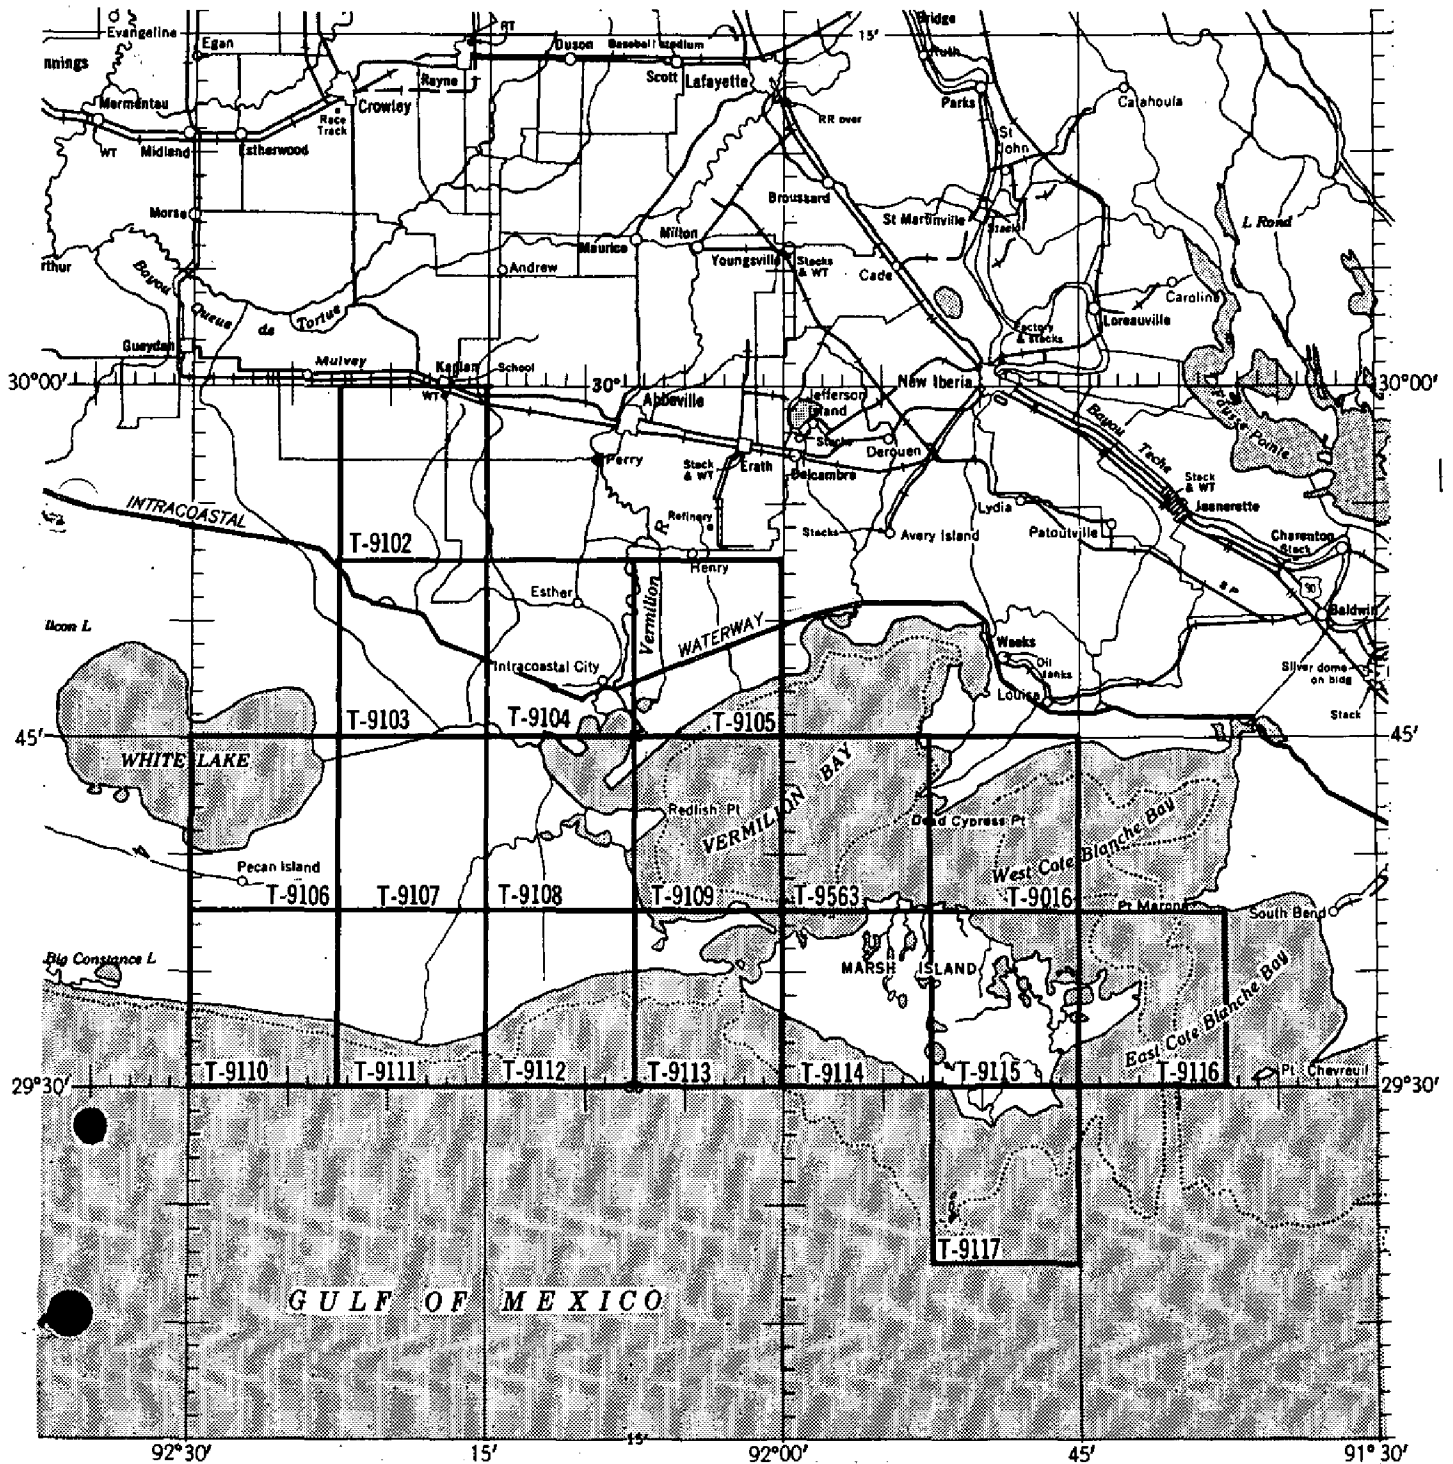 Evangeline
Egan
RT
Duson
Baseball stadium
15'
Bridge
Ruth
nnings
Rayne
Scott
Lafayette
Mermentau
Crowley
Parks
Catahoula
Race
Track
RR over
St
John
WT
Midland
Estherwood
Morse
Broussard
St Martinville
Stacks
L Rond
Maurice
Milton
Youngsville
Stacks
& WT
Cade
rthur
Andrew
Bayou
Queue
de
Tortue
Caroline
Loreauville
Factory
& stacks
Gueydan
Mulvey
Kaplan
School
30°00'
30°
New Iberia
30°00'
WT
Abbeville
Jefferson
Island
Bayou
Teche
Fausse Pointe
Stacks
Derouen
Perry
Stack
& WT
Erath
Delcambre
Stack
& WT
Jeanerette
INTRACOASTAL
Refinery
R
Lydia
Patoutville
Stacks
Avery Island
Charenton
Stack
T-9102
Henry
Esther
Vermilion
S P
90
Baldwin
WATERWAY
Weeks
Oil
tanks
Intracoastal City
Louisa
Silver dome
on bldg
Stack
T-9103
T-9104
T-9105
45'
45'
WHITE LAKE
VERMILION BAY
Redfish Pt
Dead Cypress Pt
West Cote Blanche Bay
Pecan Island
T-9106
T-9107
T-9108
T-9109
T-9563
T-9016
Pt Marone
South Bend
Big Constance L
MARSH ISLAND
East Cote Blanche Bay
T-9110
T-9111
T-9112
T-9113
T-9114
T-9115
T-9116
Pt Chevreuil
29°30'
29°30'
T-9117
GULF OF MEXICO
92°30'
15'
15'
92°00'
45'
91°30'